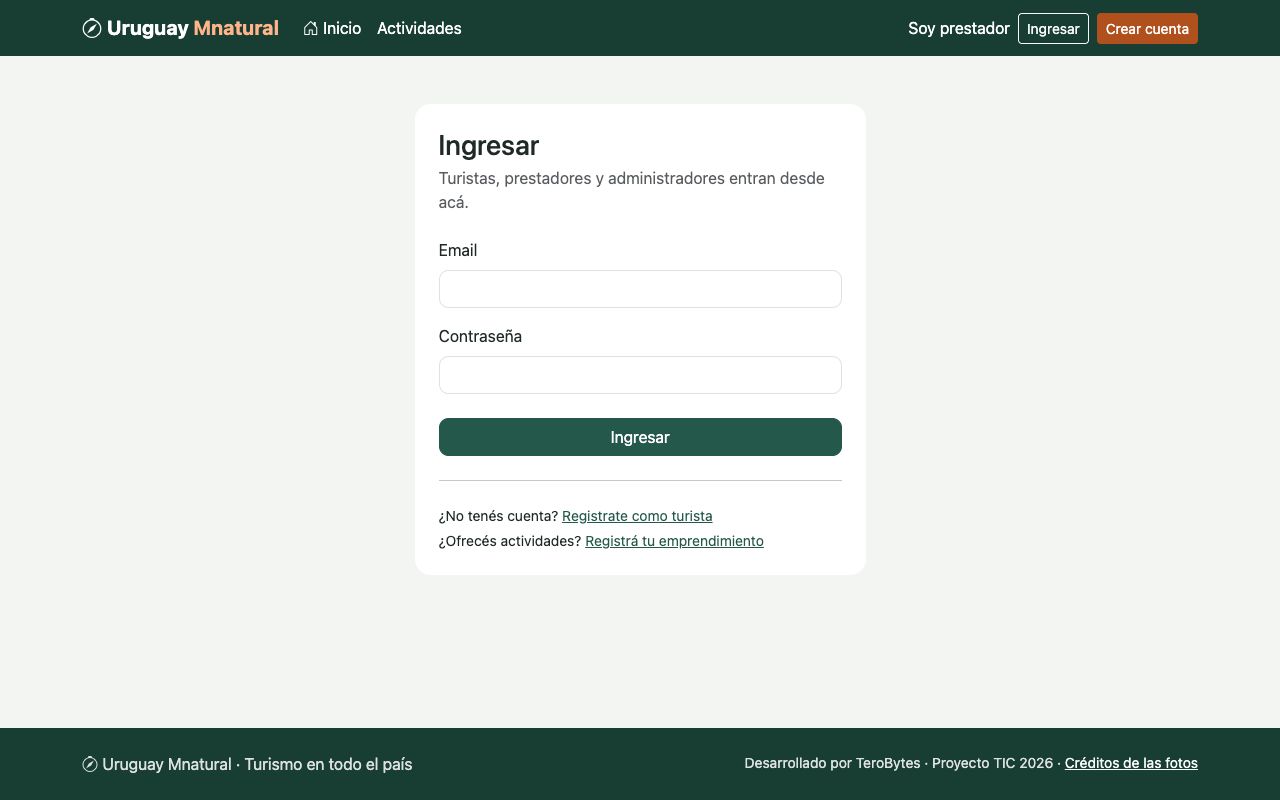 Uruguay Mnatural
Inicio
Actividades
Soy prestador
Ingresar
Crear cuenta
Ingresar
Turistas, prestadores y administradores entran desde
acá.
Email
Contraseña
Ingresar
¿No tenés cuenta? Registrate como turista
¿Ofrecés actividades? Registrá tu emprendimiento
Uruguay Mnatural · Turismo en todo el país
Desarrollado por TeroBytes · Proyecto TIC 2026 · Créditos de las fotos